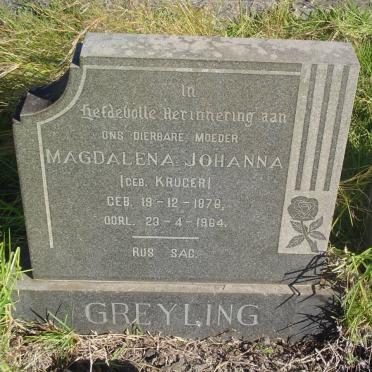 In
Liefdevolle Herinnering aan
ONS DIERBARE MOEDER
MAGDALENA JOHANNA
(GEB. KRUGER)
GEB. 19-12-1878,
OORL. 23-4-1964.
RUS SAG.
GREYLING